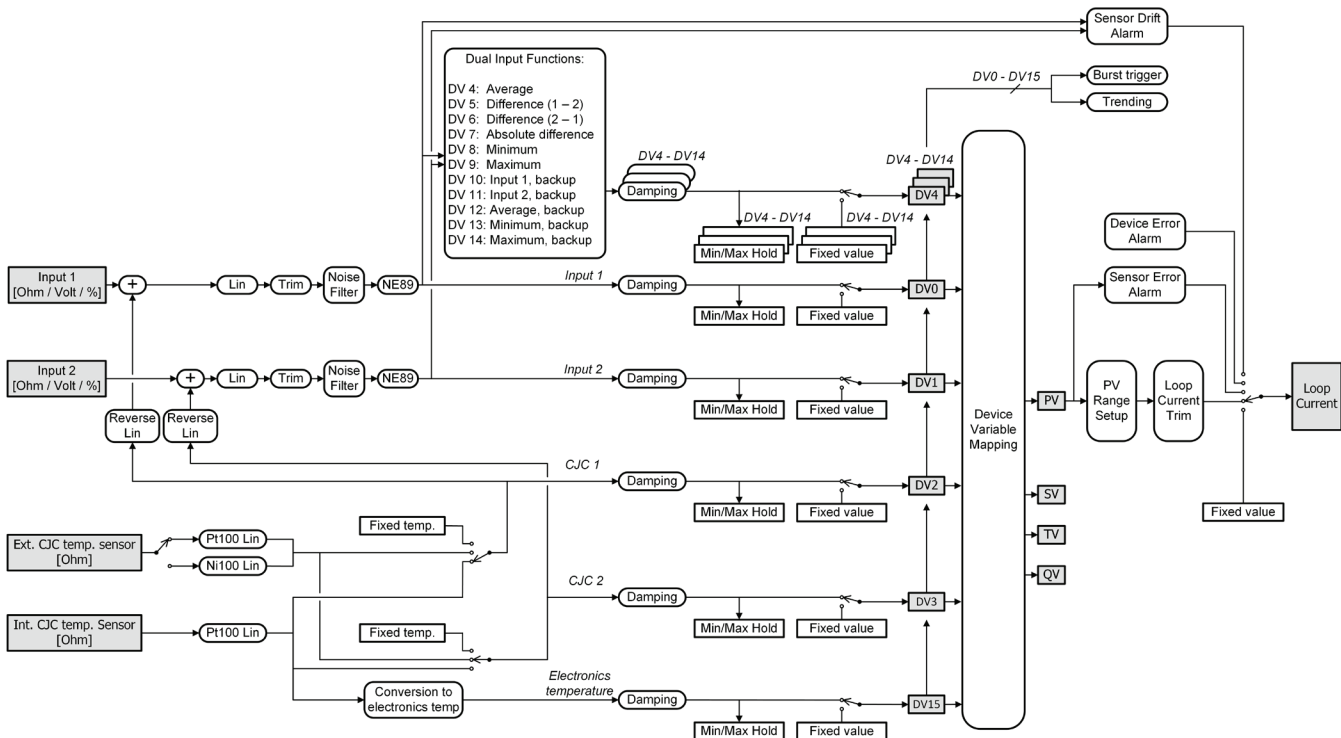 Sensor Drift
Alarm
Dual Input Functions:
DV 4: Average
DV 5: Difference (1 – 2)
DV 6: Difference (2 – 1)
DV 7: Absolute difference
DV 8: Minimum
DV 9: Maximum
DV 10: Input 1, backup
DV 11: Input 2, backup
DV 12: Average, backup
DV 13: Minimum, backup
DV 14: Maximum, backup
DV0 - DV15
Burst trigger
Trending
DV4 - DV14
Damping
DV4 - DV14
DV4
DV4 - DV14
DV4 - DV14
Min/Max Hold
Fixed value
Device Error
Alarm
Sensor Error
Alarm
Input 1
[Ohm / Volt / %]
+
Lin
Trim
Noise
Filter
NE89
Input 1
Damping
Min/Max Hold
Fixed value
DV0
Input 2
[Ohm / Volt / %]
+
Lin
Trim
Noise
Filter
NE89
Input 2
Damping
Min/Max Hold
Fixed value
DV1
Reverse
Lin
Reverse
Lin
Device
Variable
Mapping
PV
PV
Range
Setup
Loop
Current
Trim
Loop
Current
CJC 1
Damping
Min/Max Hold
Fixed value
DV2
SV
TV
QV
Fixed value
Ext. CJC temp. sensor
[Ohm]
Pt100 Lin
Ni100 Lin
Fixed temp.
CJC 2
Damping
Min/Max Hold
Fixed value
DV3
Int. CJC temp. Sensor
[Ohm]
Pt100 Lin
Fixed temp.
Conversion to
electronics temp
Electronics
temperature
Damping
Min/Max Hold
Fixed value
DV15